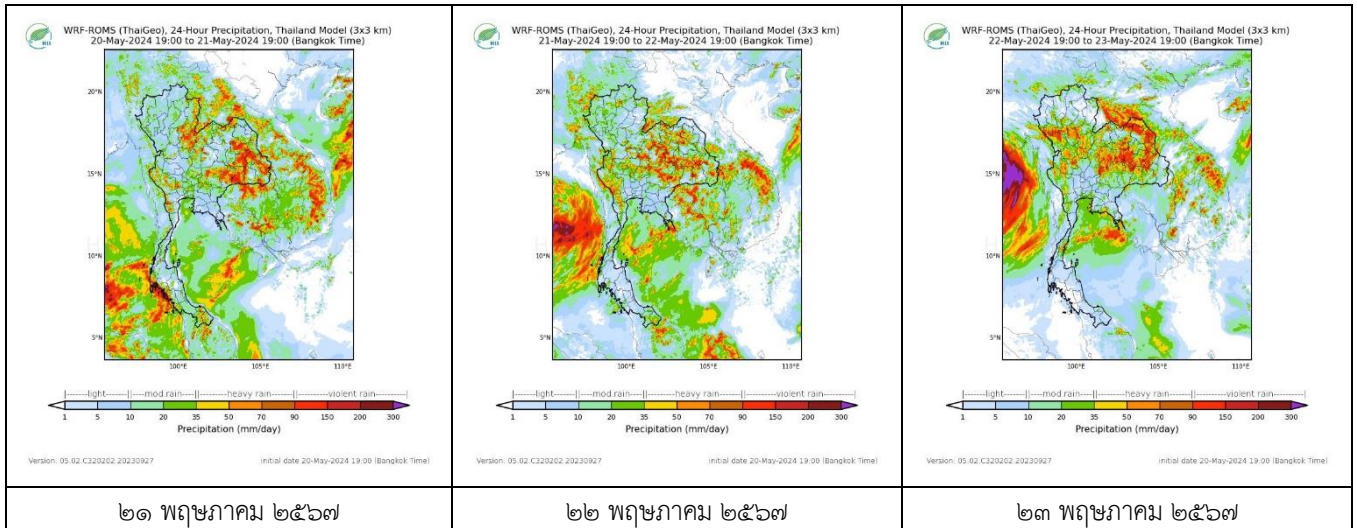 WRF-ROMS (ThaiGeo), 24-Hour Precipitation, Thailand Model (3x3 km)
20-May-2024 19:00 to 21-May-2024 19:00 (Bangkok Time)
20°N
15°N
10°N
5°N
100°E 105°E 110°E
light mod.rain heavy rain violent rain
1 5 10 20 35 50 70 90 150 200 300
Precipitation (mm/day)
Version: 05.02.C320202.20230927 initial date 20-May-2024 19:00 (Bangkok Time)
๒๑ พฤษภาคม ๒๕๖๗
WRF-ROMS (ThaiGeo), 24-Hour Precipitation, Thailand Model (3x3 km)
21-May-2024 19:00 to 22-May-2024 19:00 (Bangkok Time)
20°N
15°N
10°N
5°N
100°E 105°E 110°E
light mod.rain heavy rain violent rain
1 5 10 20 35 50 70 90 150 200 300
Precipitation (mm/day)
Version: 05.02.C320202.20230927 initial date 20-May-2024 19:00 (Bangkok Time)
๒๒ พฤษภาคม ๒๕๖๗
WRF-ROMS (ThaiGeo), 24-Hour Precipitation, Thailand Model (3x3 km)
22-May-2024 19:00 to 23-May-2024 19:00 (Bangkok Time)
20°N
15°N
10°N
5°N
100°E 105°E 110°E
light mod.rain heavy rain violent rain
1 5 10 20 35 50 70 90 150 200 300
Precipitation (mm/day)
Version: 05.02.C320202.20230927 initial date 20-May-2024 19:00 (Bangkok Time)
๒๓ พฤษภาคม ๒๕๖๗